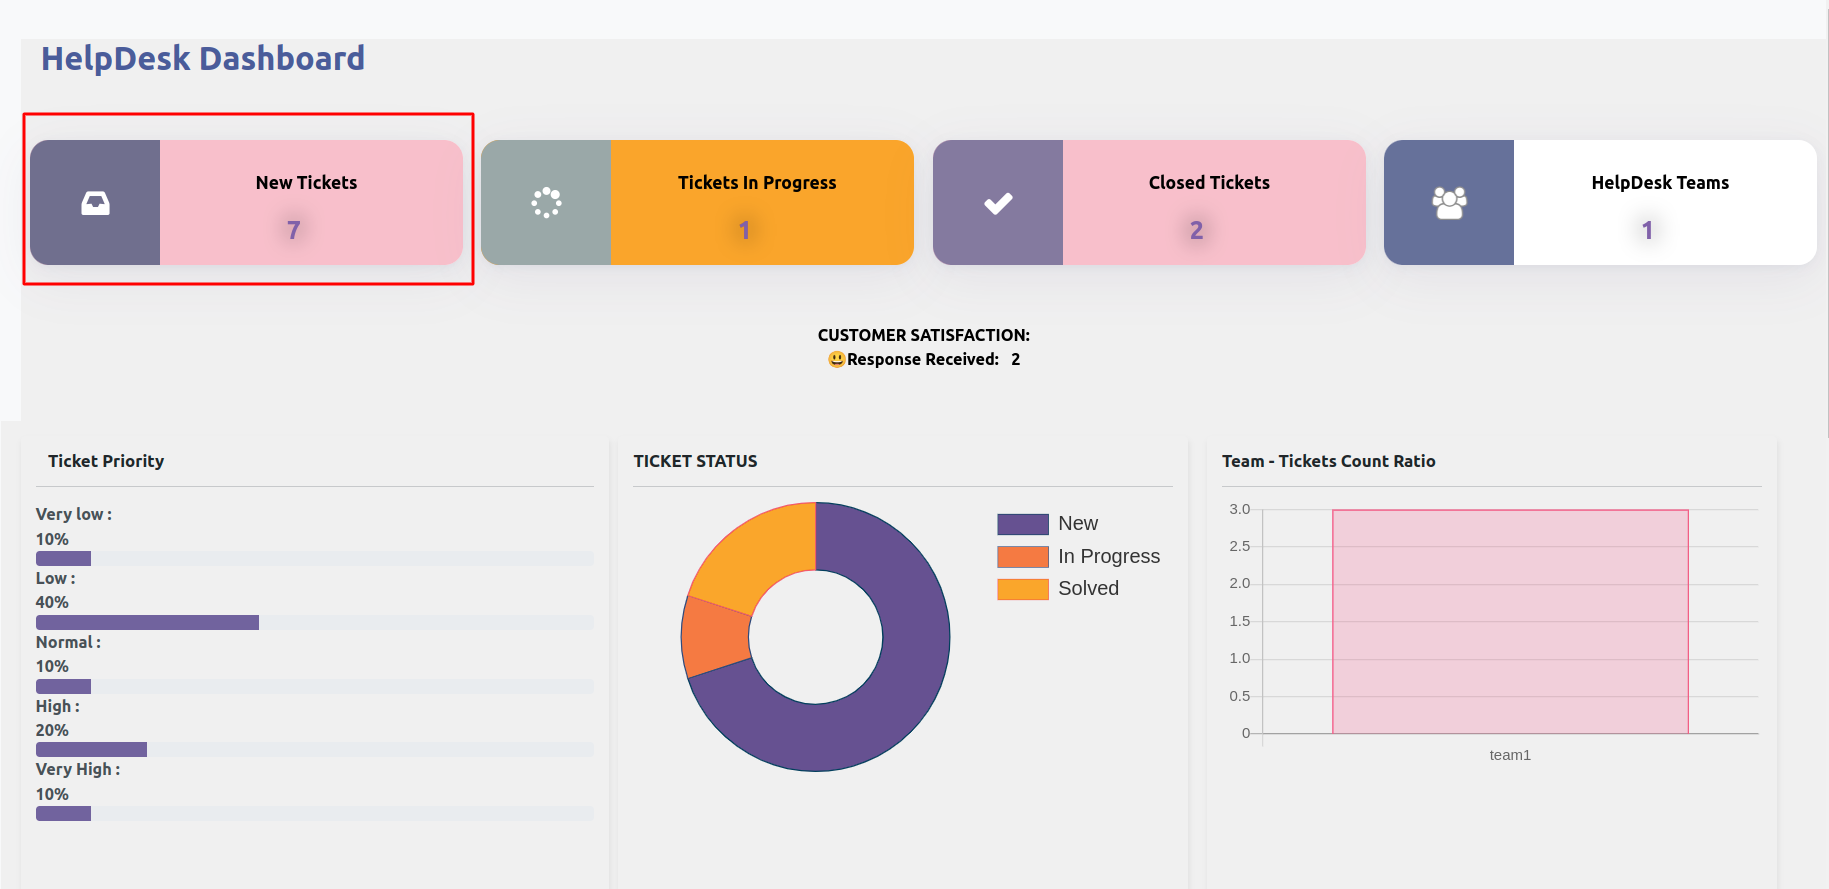 HelpDesk Dashboard
New Tickets
7
Tickets In Progress
1
Closed Tickets
2
HelpDesk Teams
1
CUSTOMER SATISFACTION:
😃Response Received: 2
Ticket Priority
Very low :
10%
Low :
40%
Normal :
10%
High :
20%
Very High :
10%
TICKET STATUS
New
In Progress
Solved
Team - Tickets Count Ratio
3.0
2.5
2.0
1.5
1.0
0.5
0
team1